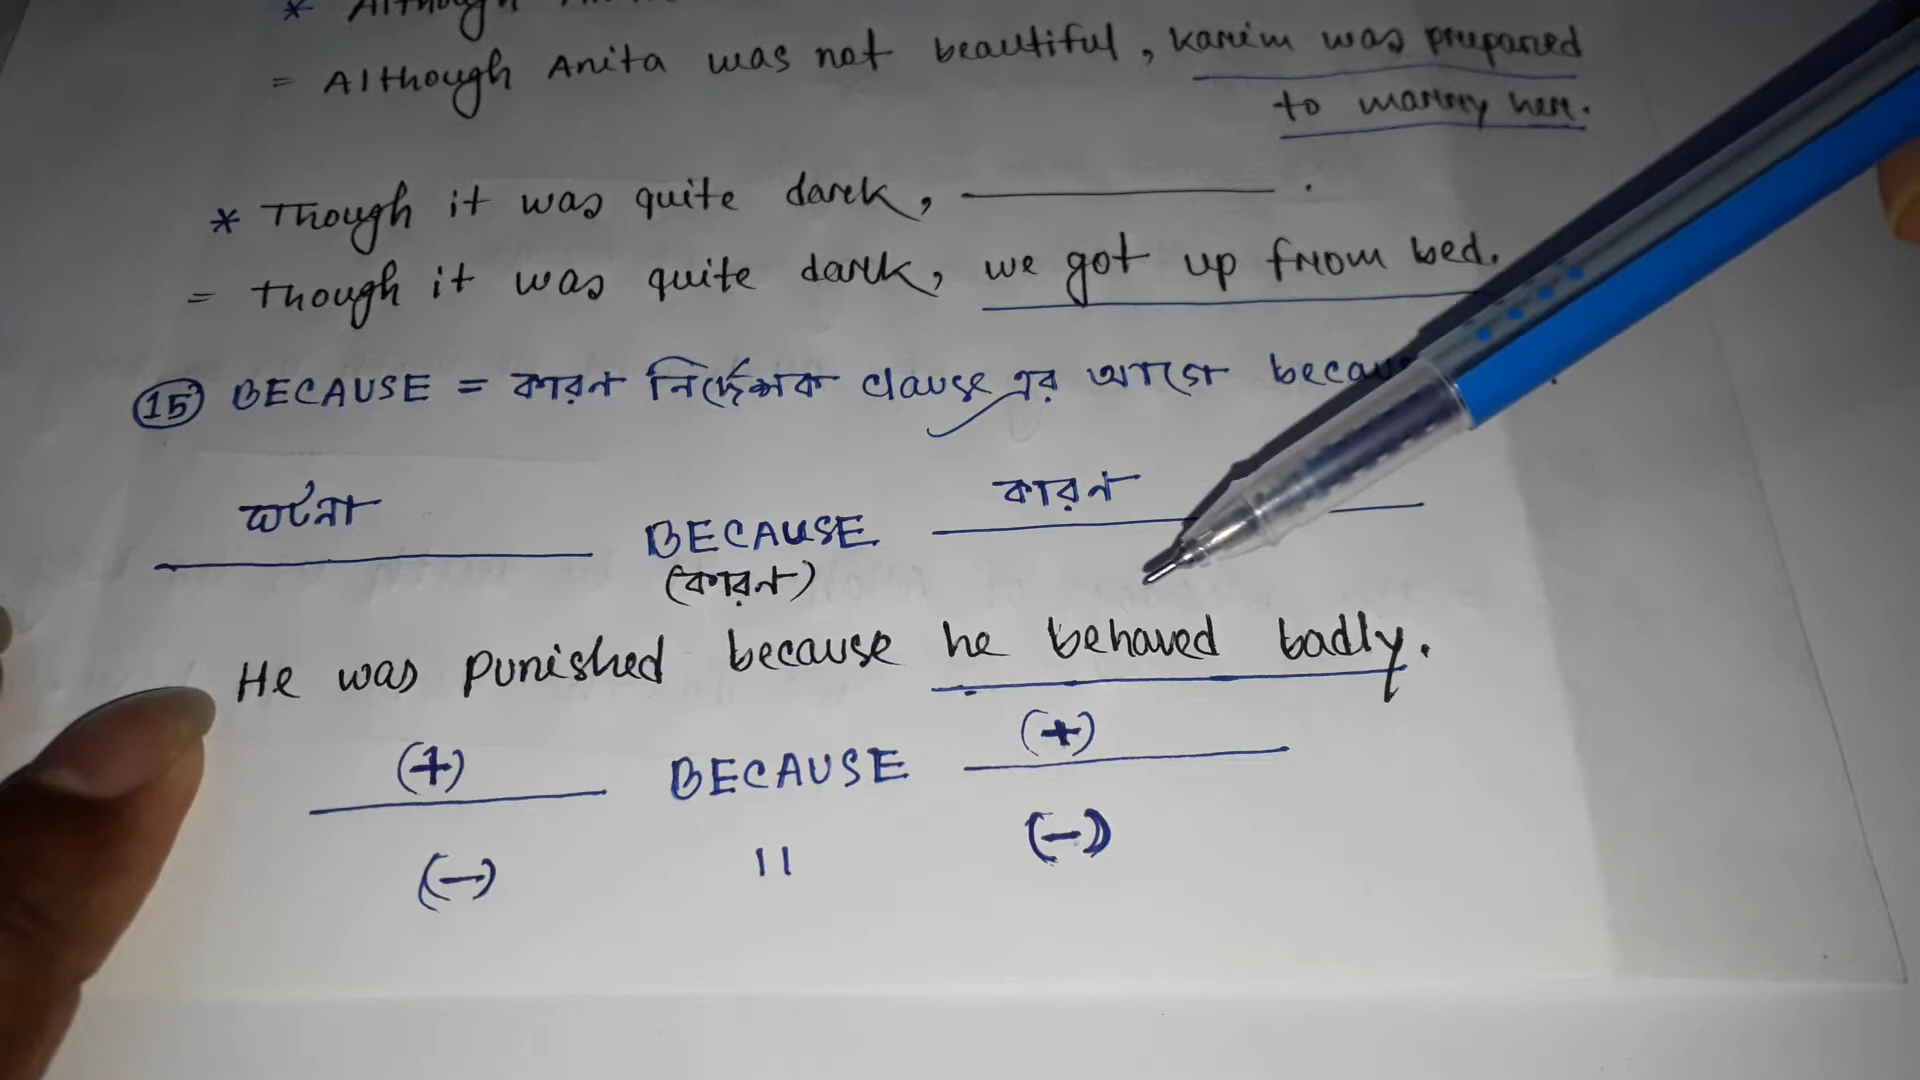 * Although
= Although Anita was not beautiful, Karim was prepared
to marry her.
* Though it was quite dark, ________ .
= Though it was quite dark, we got up from bed.
(15) BECAUSE = কারণ নির্দেশক clause এর আগে becau
ঘটনা BECAUSE কারণ
(কারণ)
He was punished because he behaved badly.
(+) BECAUSE (+)
(-) 11 (-)